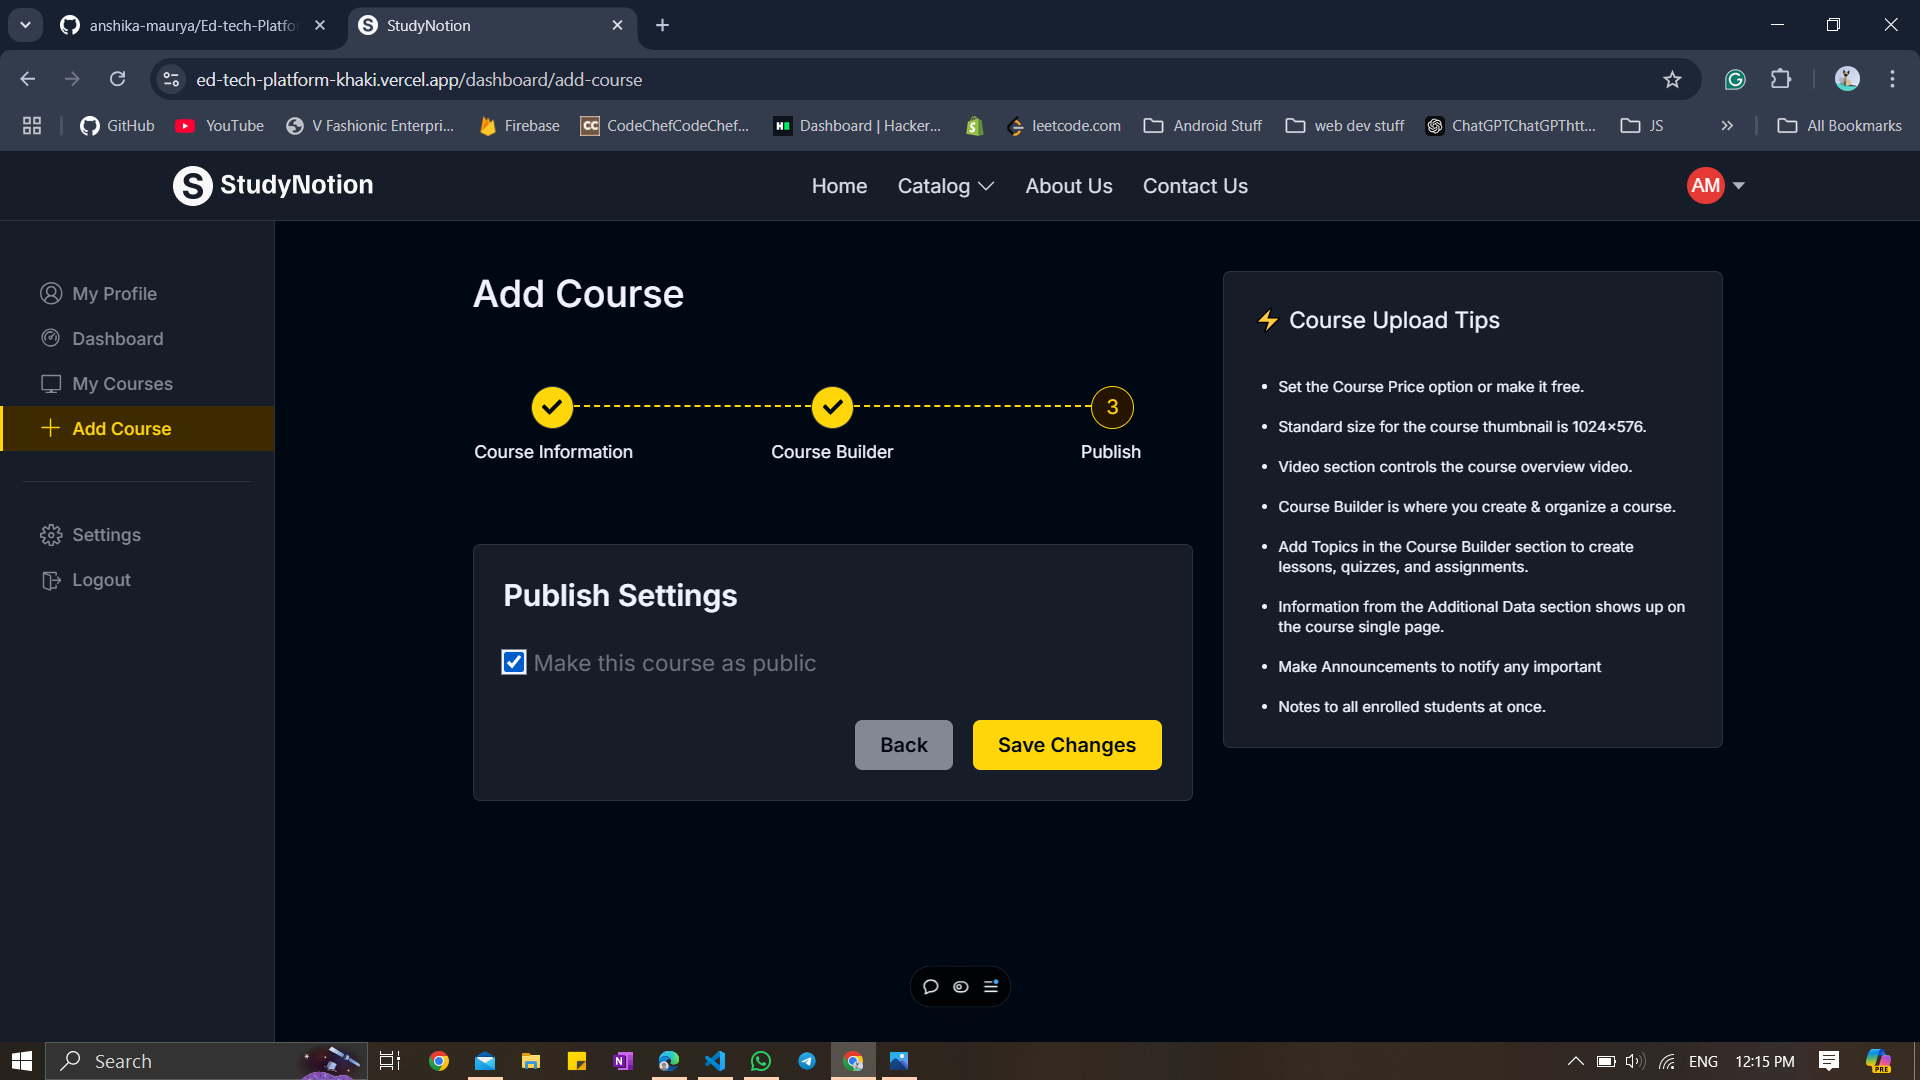 anshika-maurya/Ed-tech-Platfo
StudyNotion
ed-tech-platform-khaki.vercel.app/dashboard/add-course
GitHub
YouTube
V Fashionic Enterpri...
Firebase
CodeChefCodeChef...
Dashboard | Hacker...
leetcode.com
Android Stuff
web dev stuff
ChatGPTChatGPThtt...
JS
All Bookmarks
StudyNotion
Home
Catalog
About Us
Contact Us
AM
My Profile
Dashboard
My Courses
Add Course
Settings
Logout
Add Course
3
Course Information
Course Builder
Publish
Publish Settings
Make this course as public
Back
Save Changes
Course Upload Tips
• Set the Course Price option or make it free.
• Standard size for the course thumbnail is 1024×576.
• Video section controls the course overview video.
• Course Builder is where you create & organize a course.
• Add Topics in the Course Builder section to create
lessons, quizzes, and assignments.
• Information from the Additional Data section shows up on
the course single page.
• Make Announcements to notify any important
• Notes to all enrolled students at once.
Search
ENG
12:15 PM